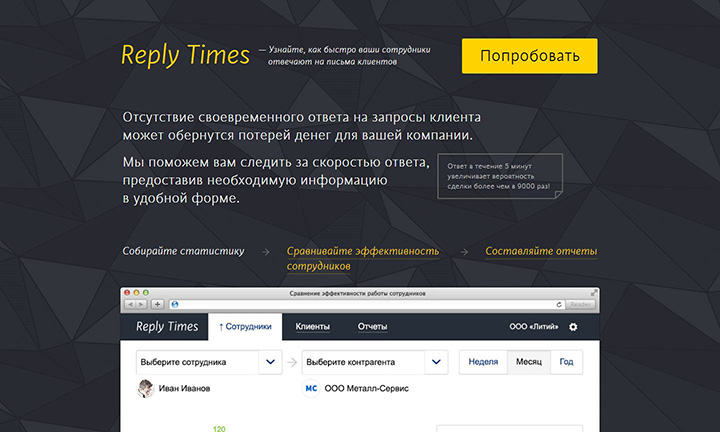 Reply Times
— Узнайте, как быстро ваши сотрудники
отвечают на письма клиентов
Попробовать
Отсутствие своевременного ответа на запросы клиента
может обернутся потерей денег для вашей компании.
Мы поможем вам следить за скоростью ответа,
предоставив необходимую информацию
в удобной форме.
Ответ в течение 5 минут
увеличивает вероятность
сделки более чем в 9000 раз!
Собирайте статистику
Сравнивайте эффективность
сотрудников
Составляйте отчеты
Сравнение эффективности работы сотрудников
Reader
Reply Times
↑ Сотрудники
Клиенты
Отчеты
ООО «Литий»
Выберите сотрудника
Выберите контрагента
Неделя
Месяц
Год
Иван Иванов
МС
ООО Металл-Сервис
120